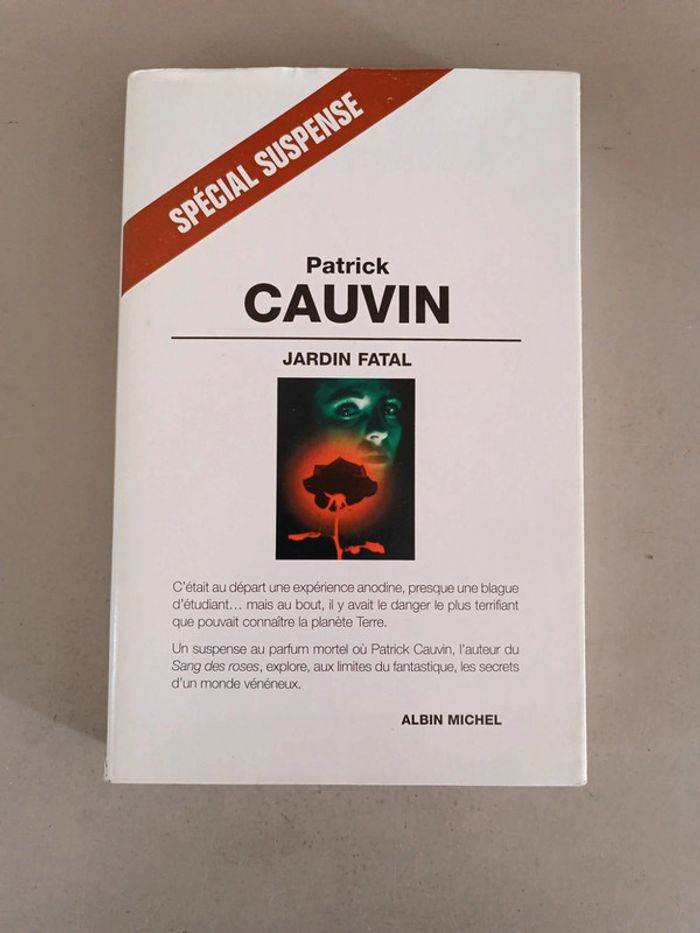 SPÉCIAL SUSPENSE
Patrick
CAUVIN
JARDIN FATAL
C'était au départ une expérience anodine, presque une blague
d'étudiant… mais au bout, il y avait le danger le plus terrifiant
que pouvait connaître la planète Terre.
Un suspense au parfum mortel où Patrick Cauvin, l'auteur du
Sang des roses, explore, aux limites du fantastique, les secrets
d'un monde vénéneux.
ALBIN MICHEL